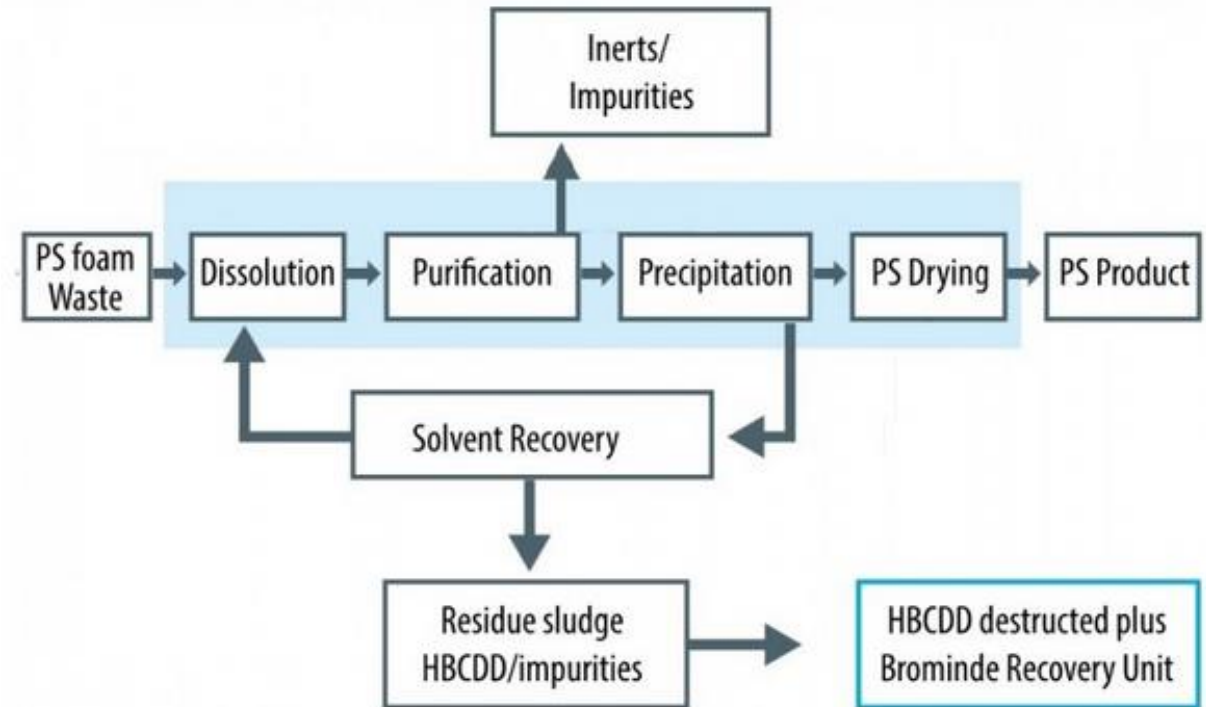 Inerts/
Impurities
PS foam
Waste
Dissolution
Purification
Precipitation
PS Drying
PS Product
Solvent Recovery
Residue sludge
HBCDD/impurities
HBCDD destructed plus
Brominde Recovery Unit